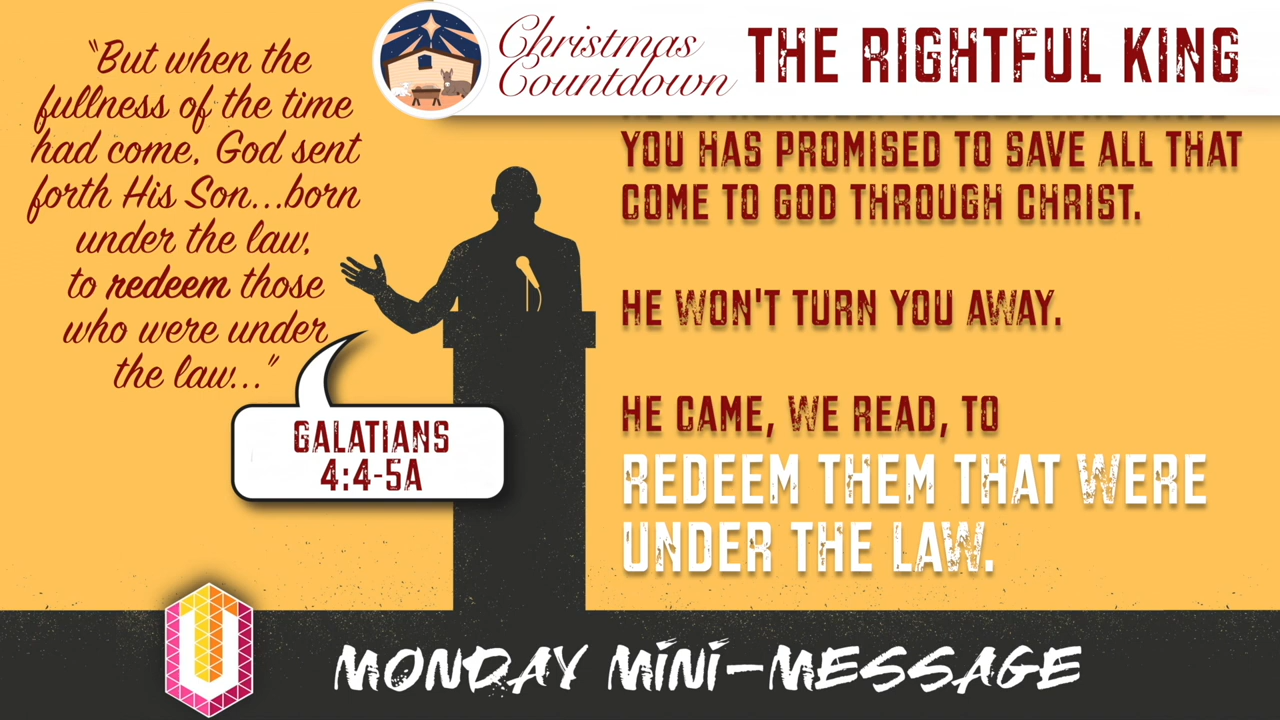 “But when the
fullness of the time
had come, God sent
forth His Son...born
under the law,
to redeem those
who were under
the law...”
GALATIANS
4:4-5A
Christmas
Countdown
THE RIGHTFUL KING
YOU HAS PROMISED TO SAVE ALL THAT
COME TO GOD THROUGH CHRIST.
HE WON'T TURN YOU AWAY.
HE CAME, WE READ, TO
REDEEM THEM THAT WERE
UNDER THE LAW.
U
MONDAY MINI-MESSAGE